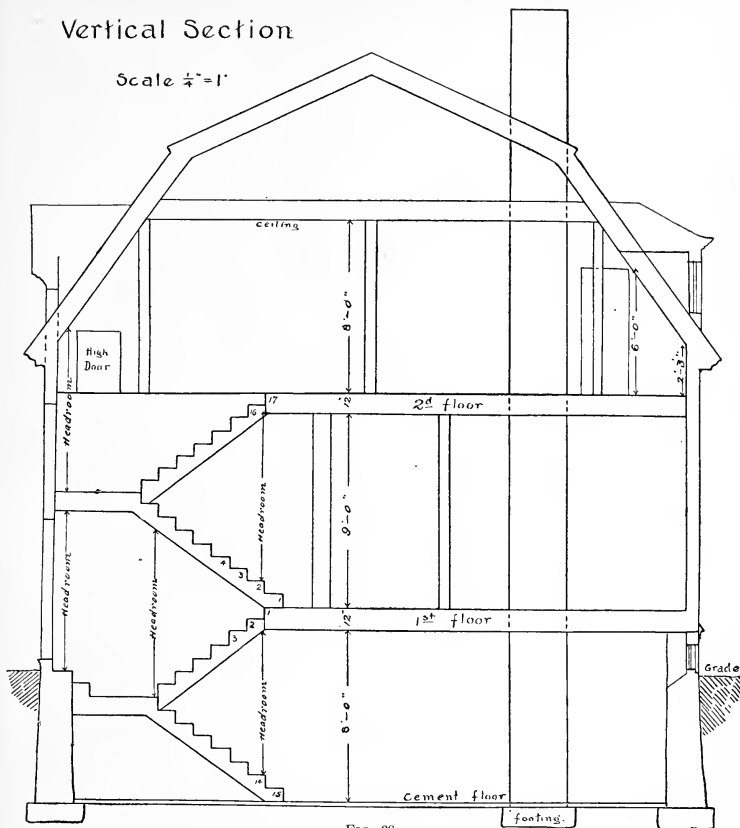 Vertical Section
Scale 1/4"=1'
ceiling
8'-0"
6'-0"
2'-3"
High
Door
Headroom
17
16
12"
2d floor
Headroom
9'-0"
4
3
2
1
Headroom
Headroom
1
2
3
12"
1st floor
Grade
Headroom
8'-0"
14
15
Cement floor
footing.